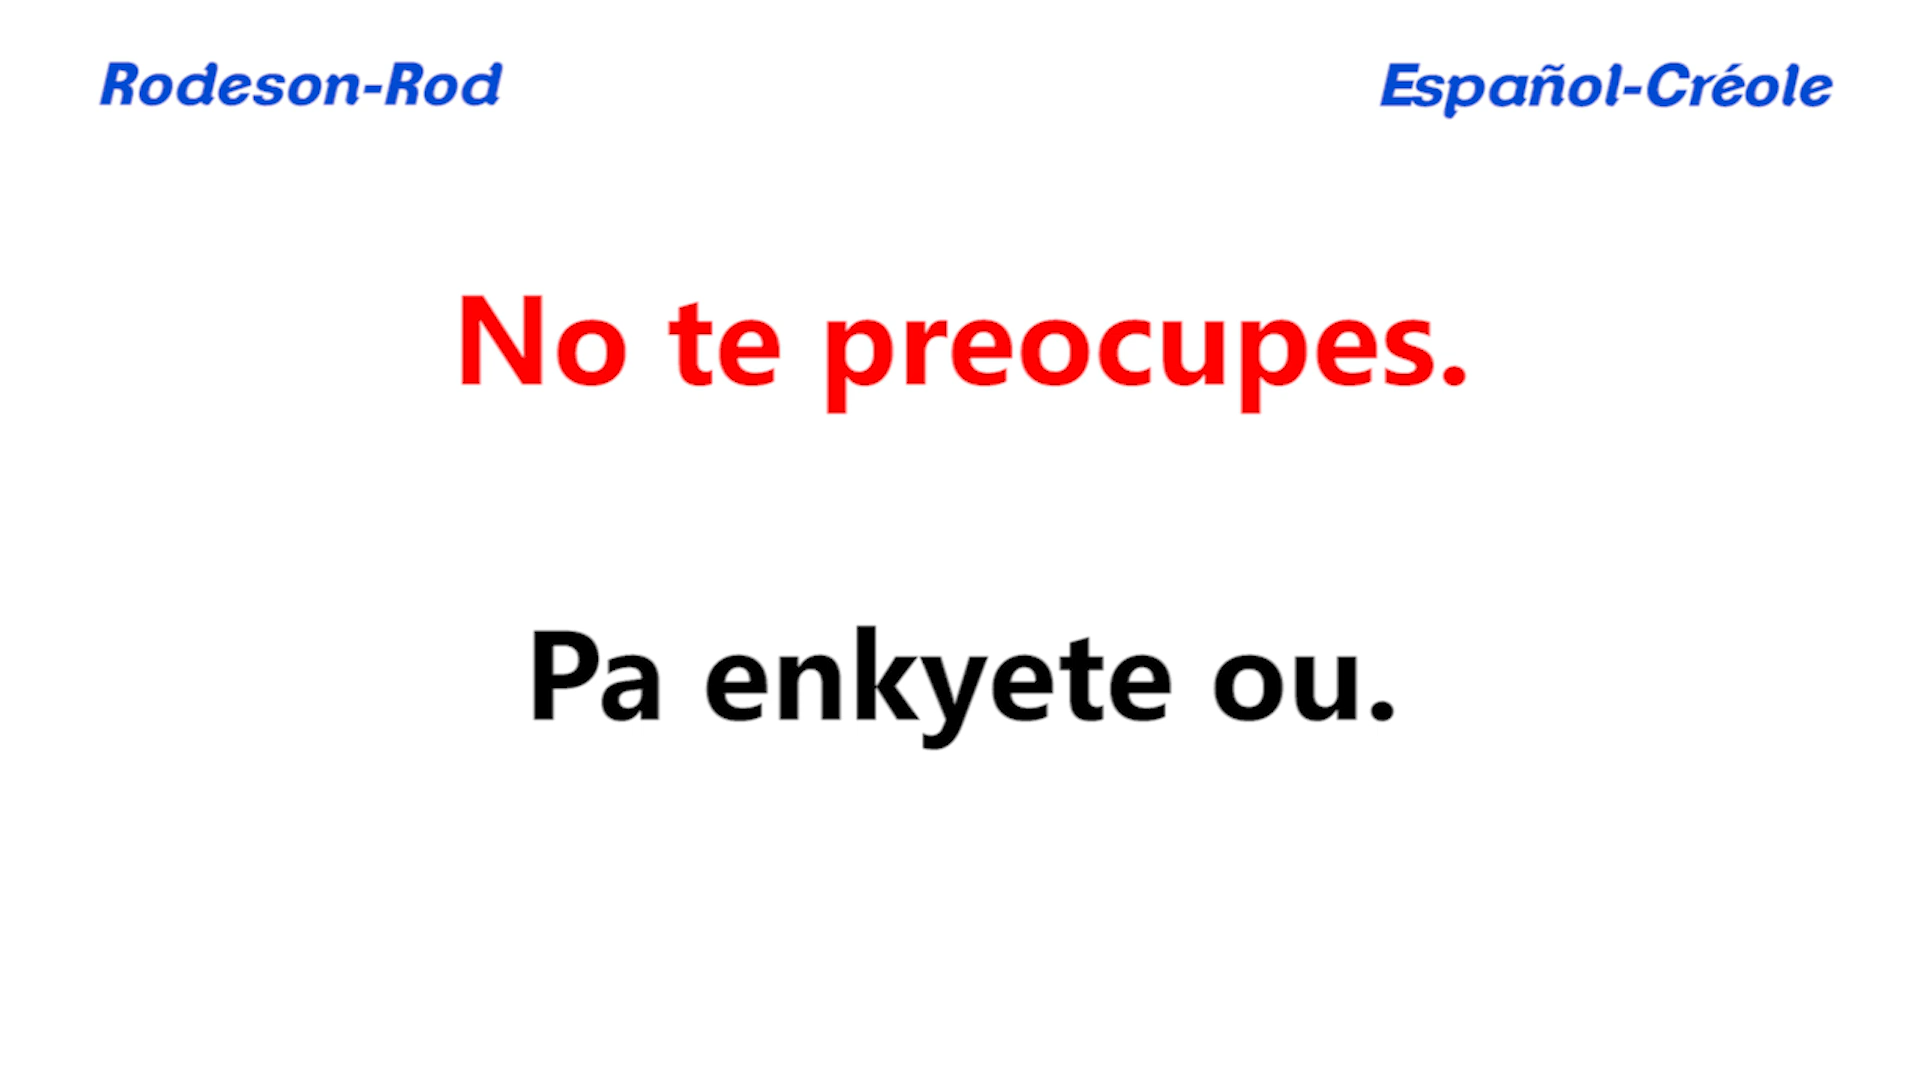 Rodeson-Rod
Español-Créole
No te preocupes.
Pa enkyete ou.